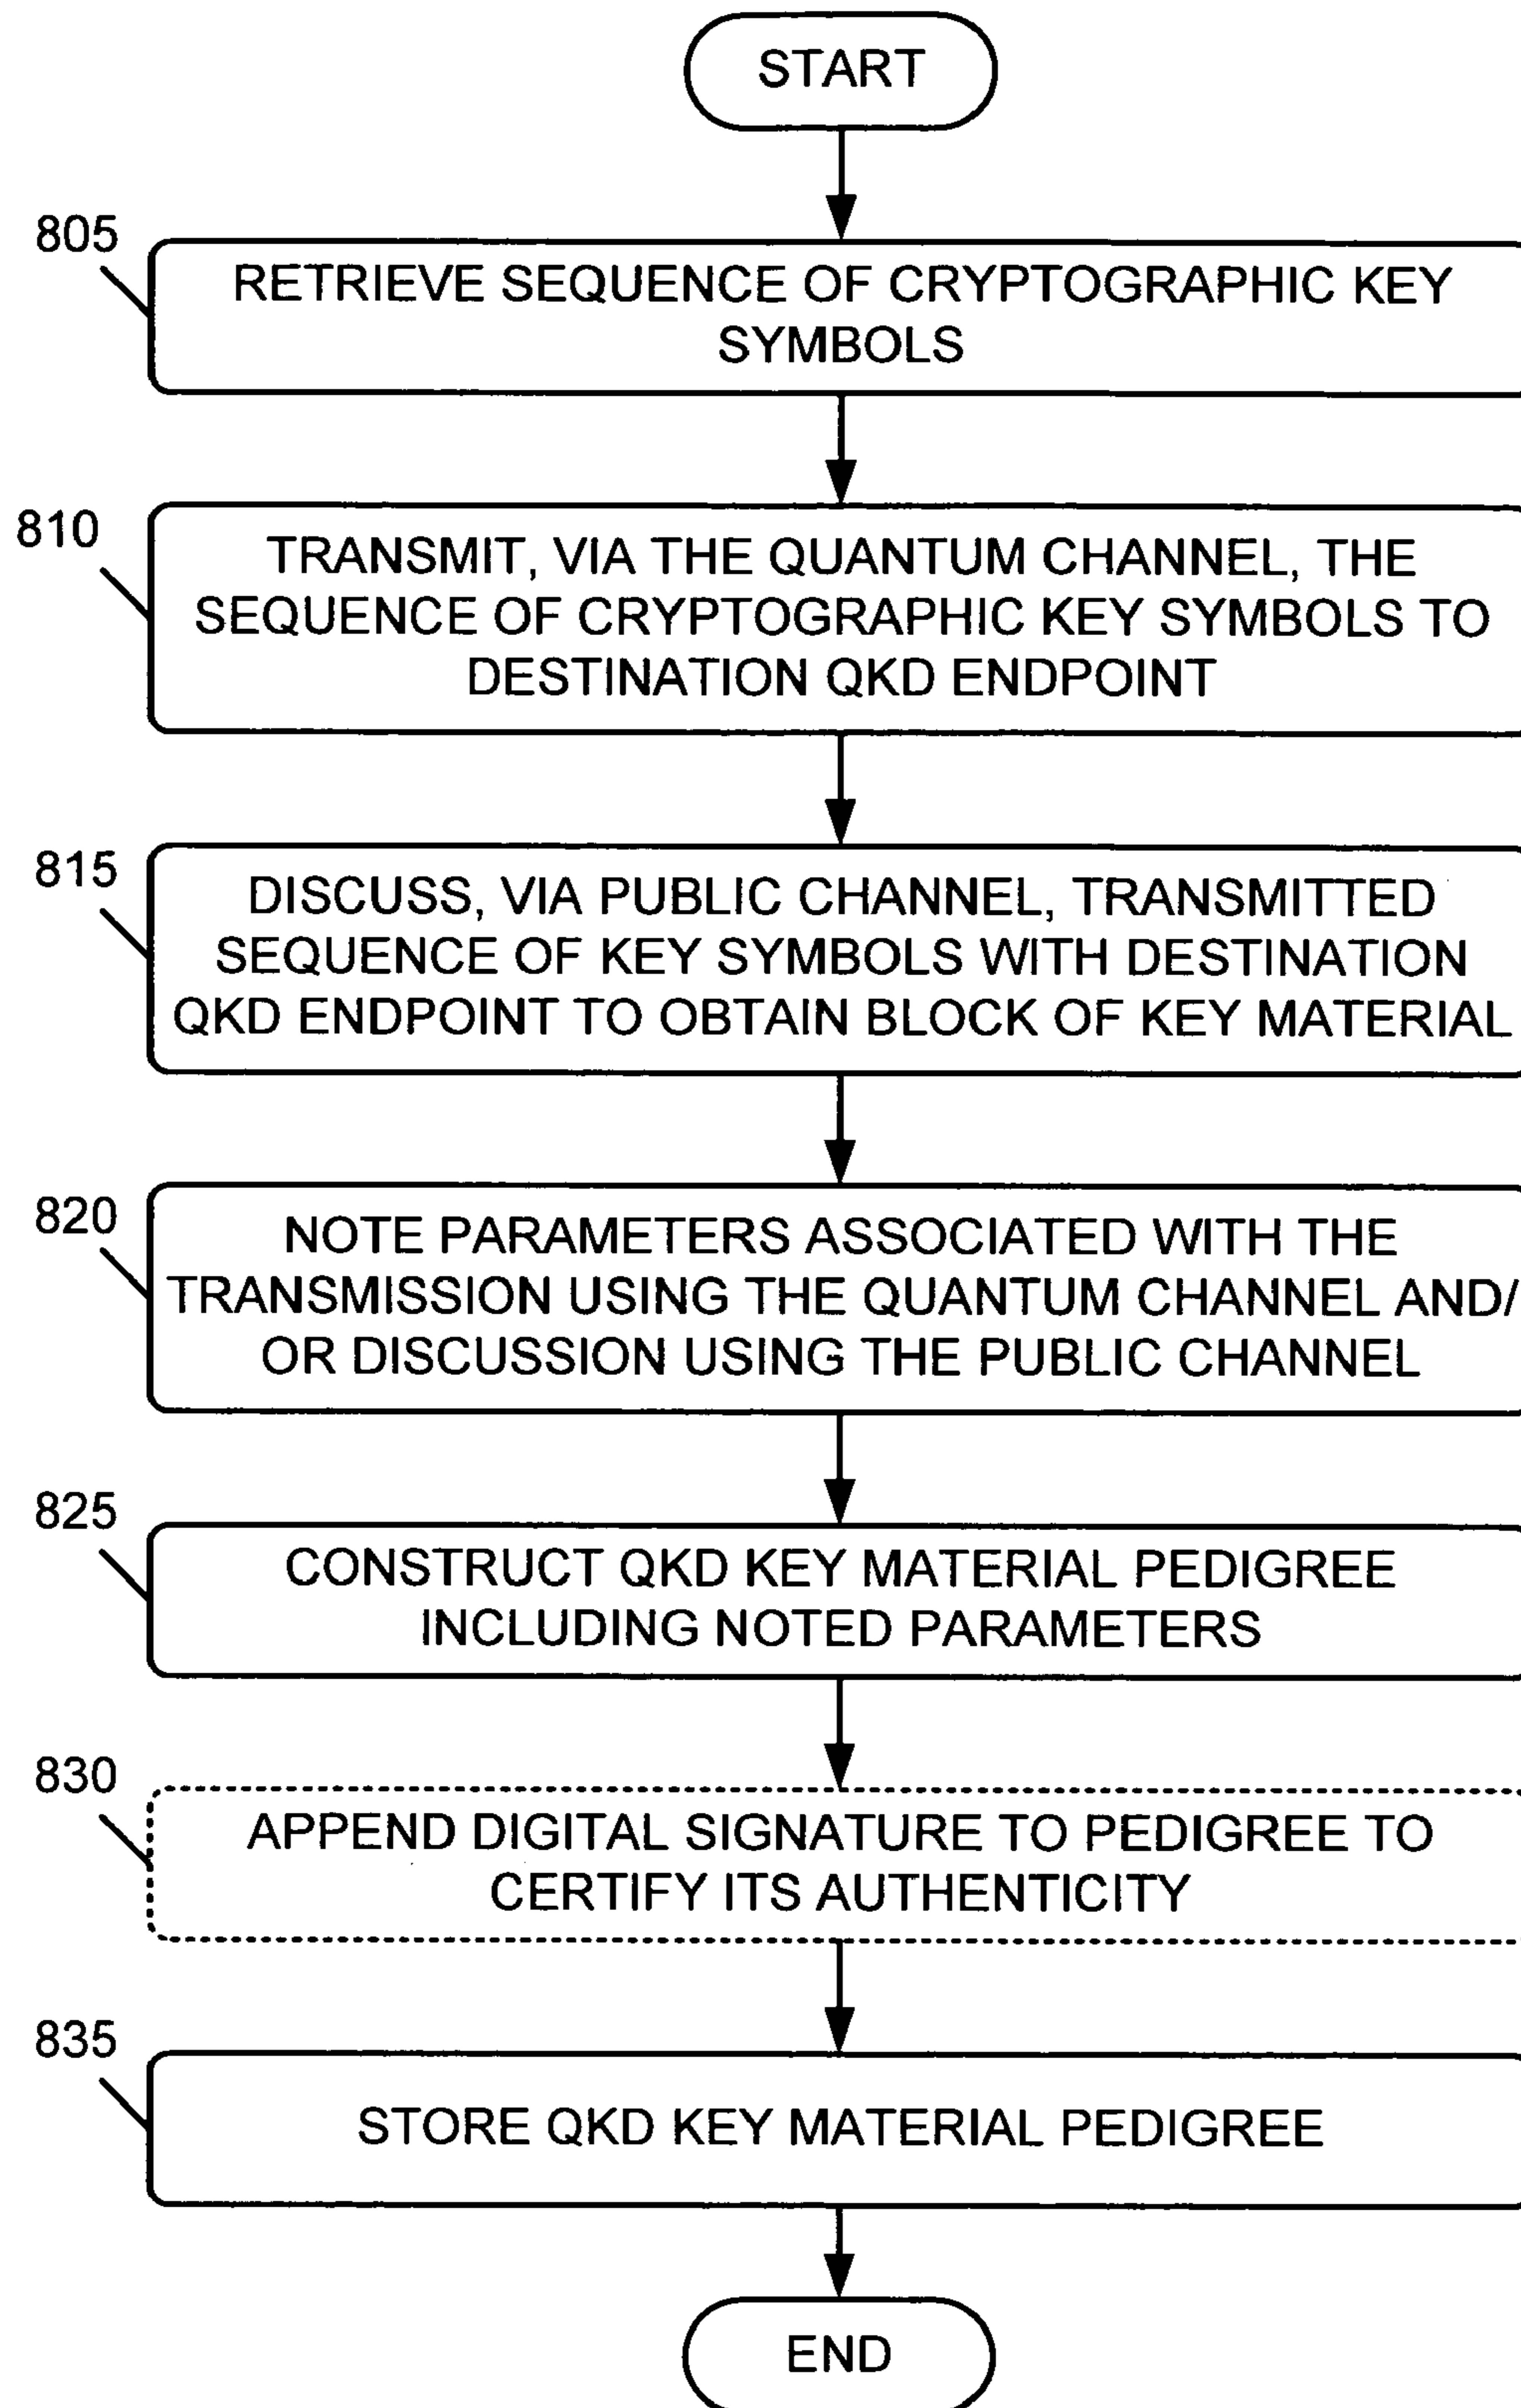 START
805
RETRIEVE SEQUENCE OF CRYPTOGRAPHIC KEY
SYMBOLS
810
TRANSMIT, VIA THE QUANTUM CHANNEL, THE
SEQUENCE OF CRYPTOGRAPHIC KEY SYMBOLS TO
DESTINATION QKD ENDPOINT
815
DISCUSS, VIA PUBLIC CHANNEL, TRANSMITTED
SEQUENCE OF KEY SYMBOLS WITH DESTINATION
QKD ENDPOINT TO OBTAIN BLOCK OF KEY MATERIAL
820
NOTE PARAMETERS ASSOCIATED WITH THE
TRANSMISSION USING THE QUANTUM CHANNEL AND/
OR DISCUSSION USING THE PUBLIC CHANNEL
825
CONSTRUCT QKD KEY MATERIAL PEDIGREE
INCLUDING NOTED PARAMETERS
830
APPEND DIGITAL SIGNATURE TO PEDIGREE TO
CERTIFY ITS AUTHENTICITY
835
STORE QKD KEY MATERIAL PEDIGREE
END